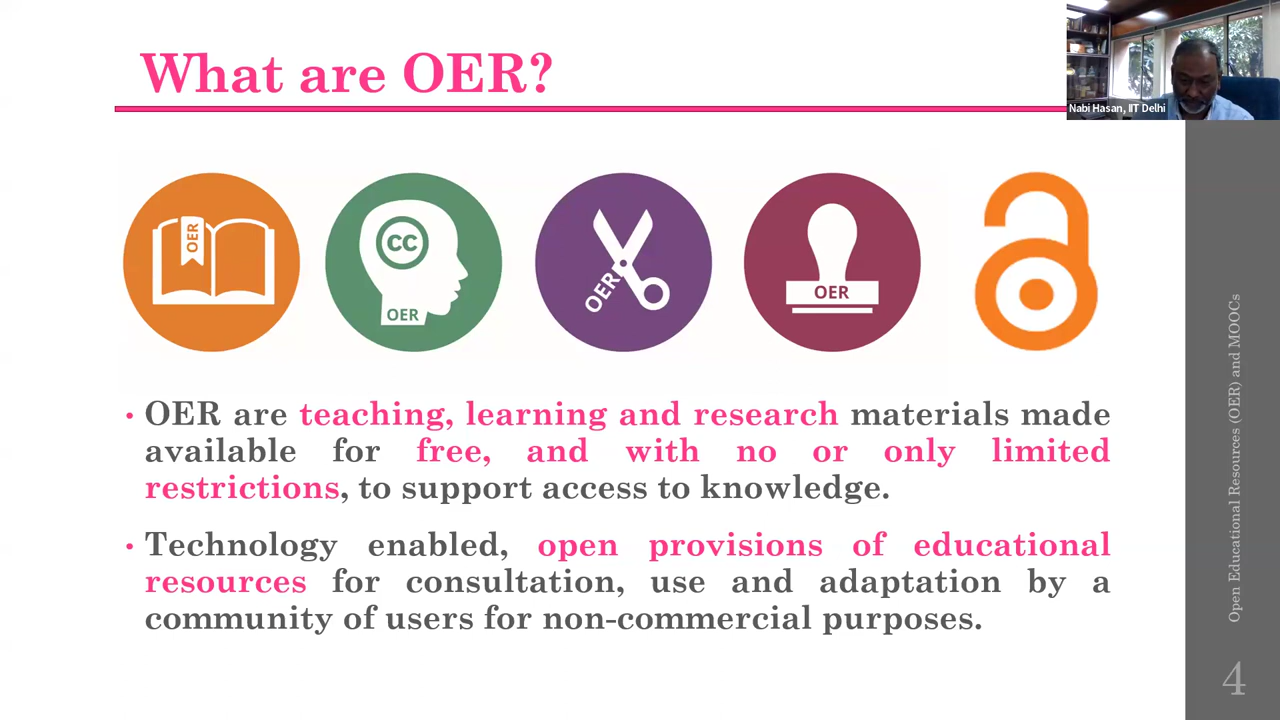 What are OER?
Nabi Hasan, IIT Delhi
OER
CC
OER
OER
OER
• OER are teaching, learning and research materials made
available for free, and with no or only limited
restrictions, to support access to knowledge.
• Technology enabled, open provisions of educational
resources for consultation, use and adaptation by a
community of users for non-commercial purposes.
Open Educational Resources (OER) and MOOCs
4